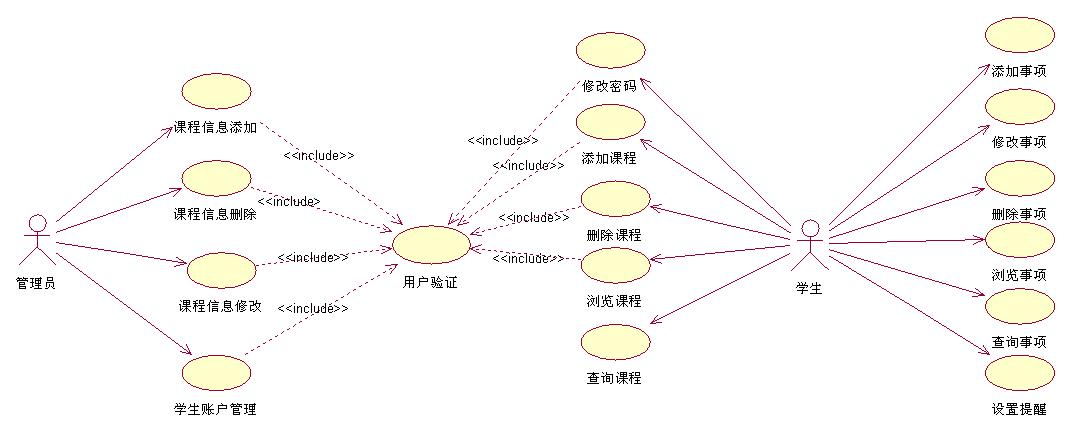 添加事项
修改密码
修改事项
课程信息添加
<<include>>
添加课程
<<include>>
<<include>>
课程信息删除
<<include>
<<include>>
删除课程
删除事项
用户验证
<<include>>
<<include>>
管理员
学生
浏览事项
课程信息修改
浏览课程
<<include>>
查询事项
查询课程
学生账户管理
设置提醒